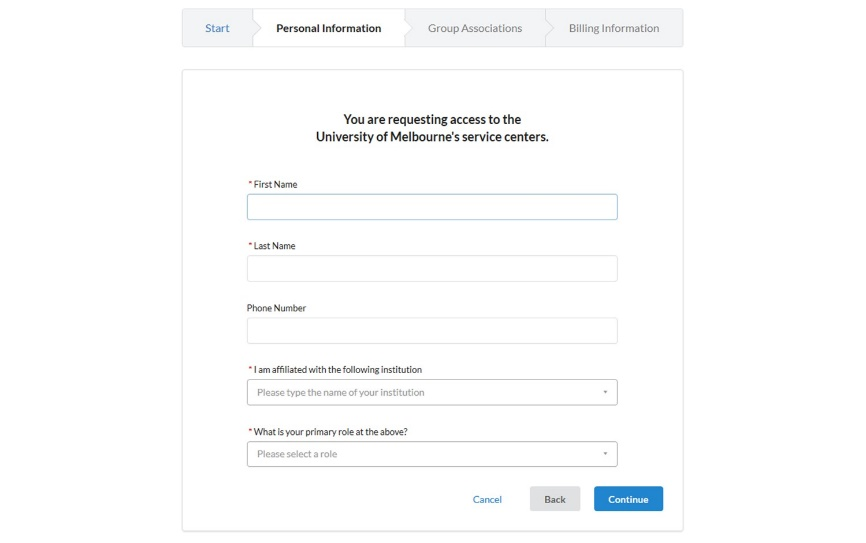 Start
Personal Information
Group Associations
Billing Information
You are requesting access to the
University of Melbourne's service centers.
* First Name
* Last Name
Phone Number
* I am affiliated with the following institution
Please type the name of your institution
* What is your primary role at the above?
Please select a role
Cancel
Back
Continue